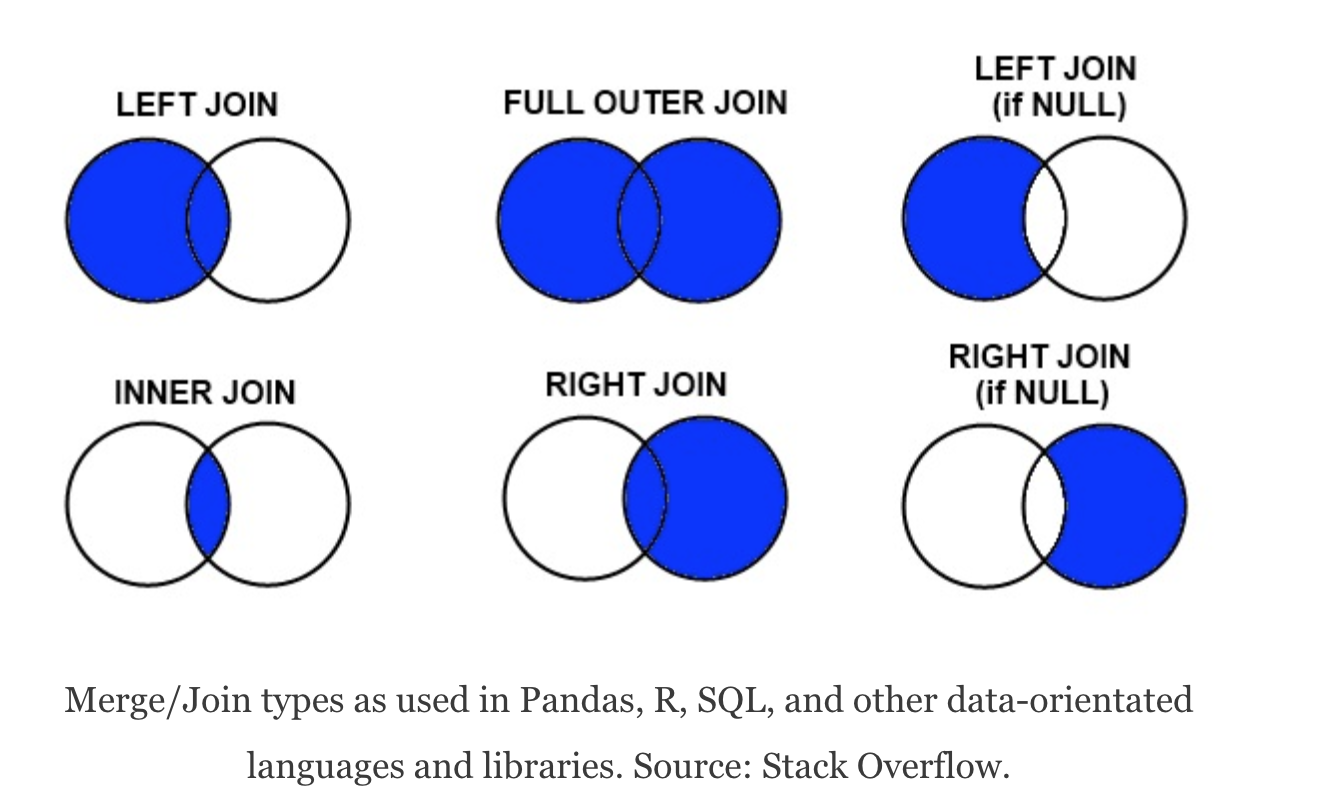 LEFT JOIN
FULL OUTER JOIN
LEFT JOIN
(if NULL)
INNER JOIN
RIGHT JOIN
RIGHT JOIN
(if NULL)
Merge/Join types as used in Pandas, R, SQL, and other data-orientated
languages and libraries. Source: Stack Overflow.